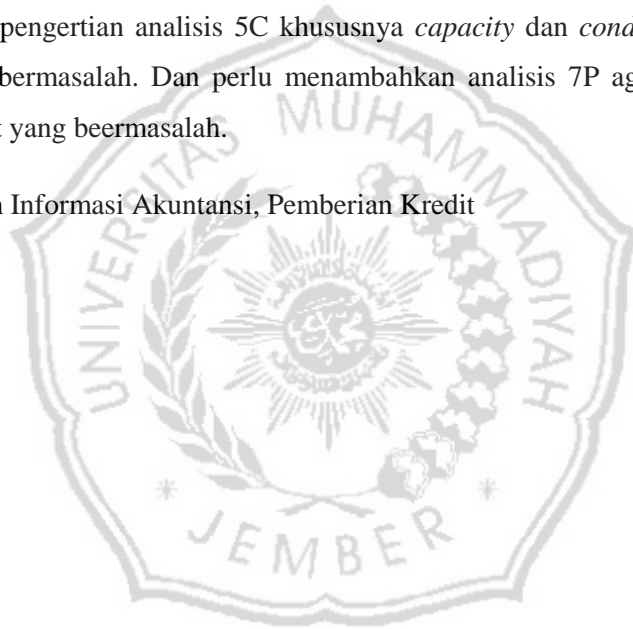 pengertian analisis 5C khususnya capacity dan cond
bermasalah. Dan perlu menambahkan analisis 7P ag
t yang beermasalah.
n Informasi Akuntansi, Pemberian Kredit
UNIVERSITAS MUHAMMADIYAH
JEMBER